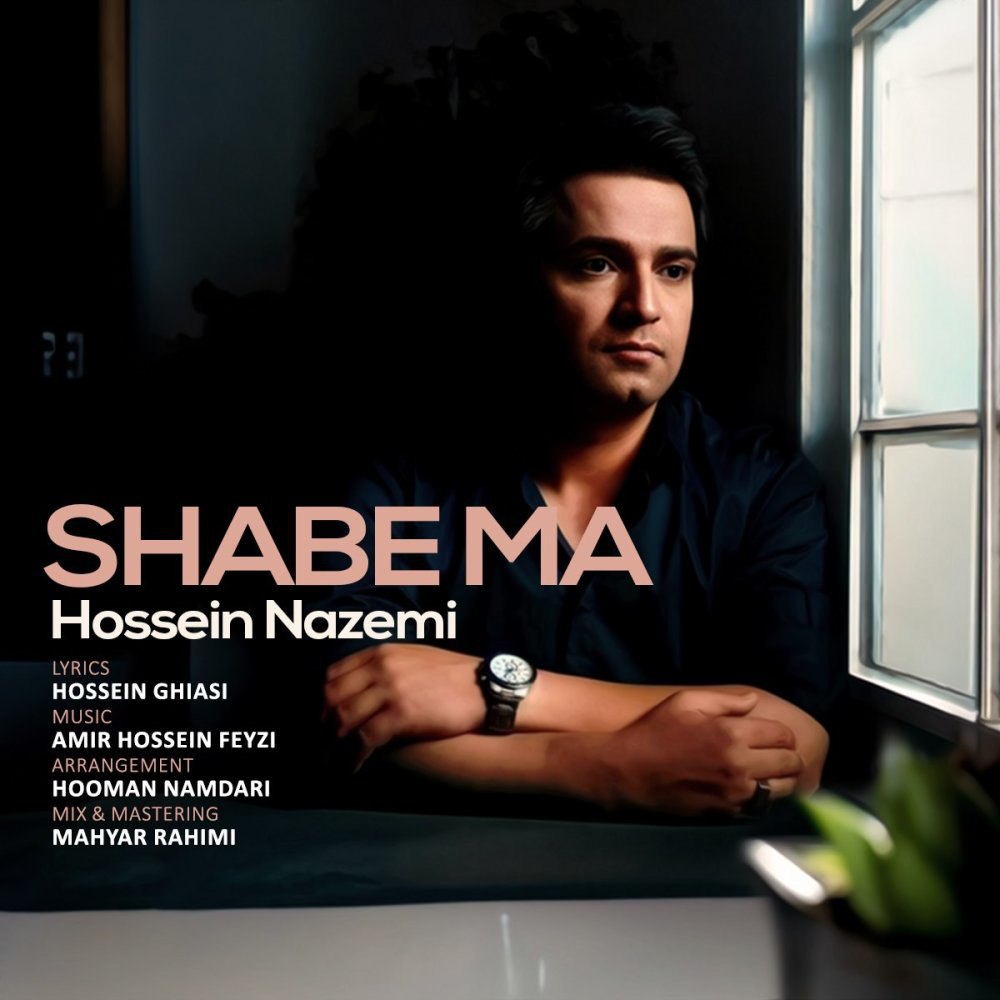 SHABE MA
Hossein Nazemi
LYRICS
HOSSEIN GHIASI
MUSIC
AMIR HOSSEIN FEYZI
ARRANGEMENT
HOOMAN NAMDARI
MIX & MASTERING
MAHYAR RAHIMI